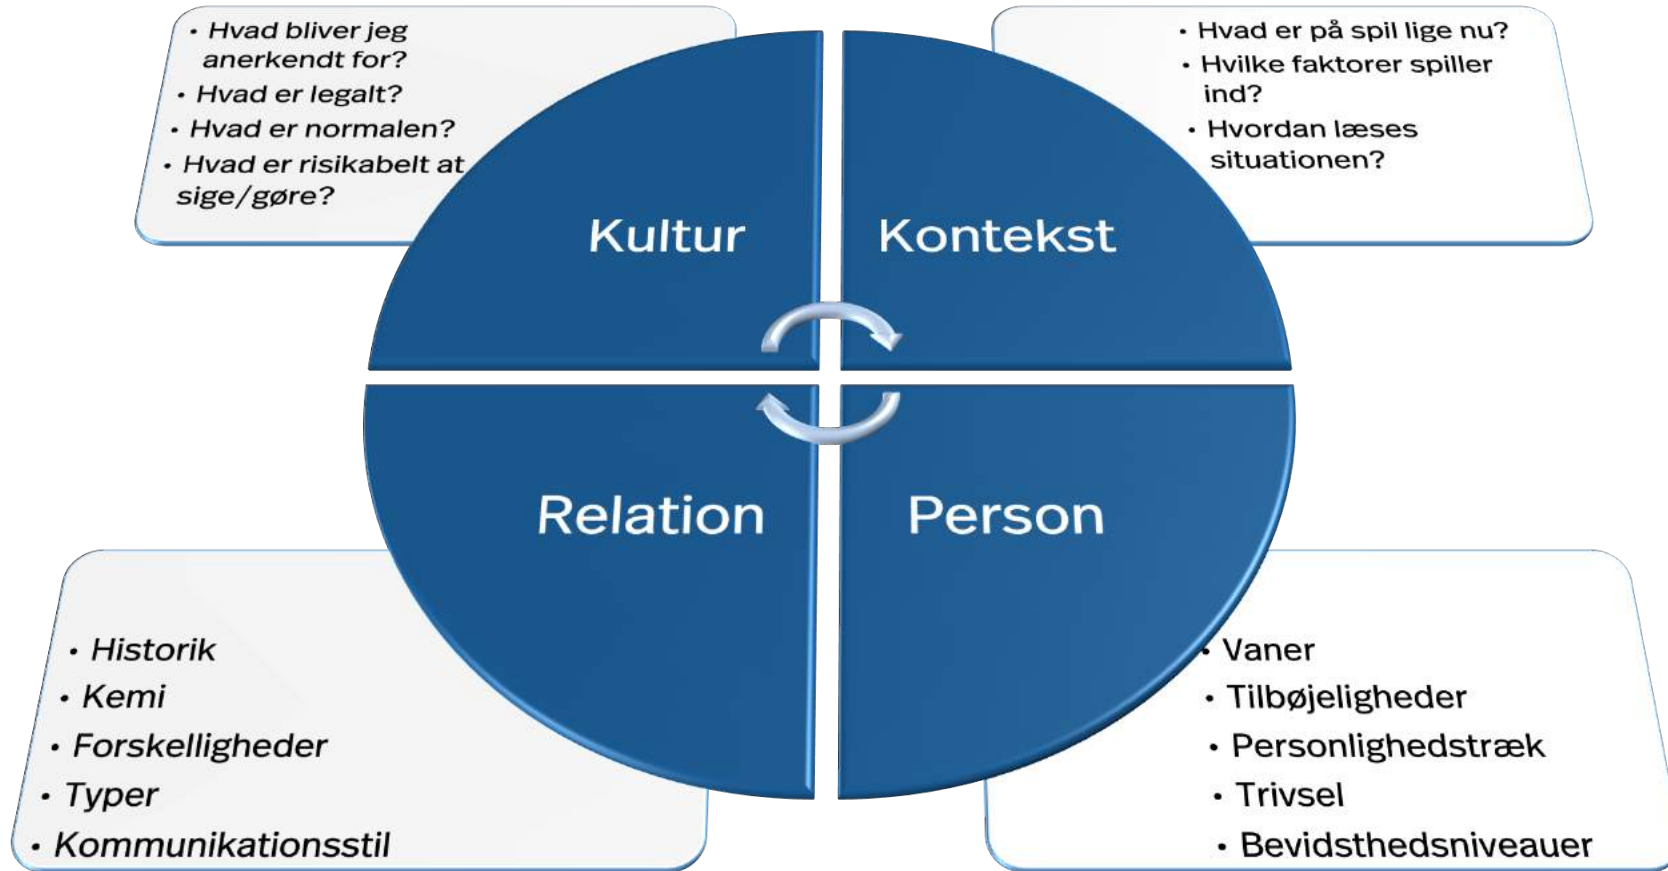 • Hvad bliver jeg
anerkendt for?
• Hvad er legalt?
• Hvad er normalen?
• Hvad er risikabelt at
sige/gøre?
• Hvad er på spil lige nu?
• Hvilke faktorer spiller
ind?
• Hvordan læses
situationen?
Kultur
Kontekst
Relation
Person
• Historik
• Kemi
• Forskelligheder
• Typer
• Kommunikationsstil
• Vaner
• Tilbøjeligheder
• Personlighedstræk
• Trivsel
• Bevidsthedsniveauer